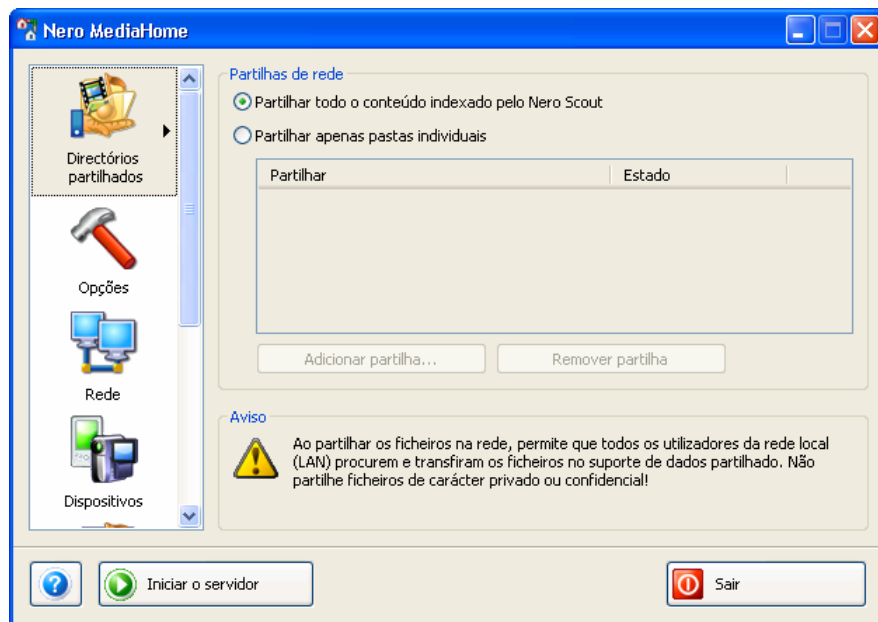 Nero MediaHome
Directórios
partilhados
Opções
Rede
Dispositivos
Partilhas de rede
Partilhar todo o conteúdo indexado pelo Nero Scout
Partilhar apenas pastas individuais
Partilhar Estado
Adicionar partilha... Remover partilha
Aviso
Ao partilhar os ficheiros na rede, permite que todos os utilizadores da rede local
(LAN) procurem e transfiram os ficheiros no suporte de dados partilhado. Não
partilhe ficheiros de carácter privado ou confidencial!
Iniciar o servidor Sair